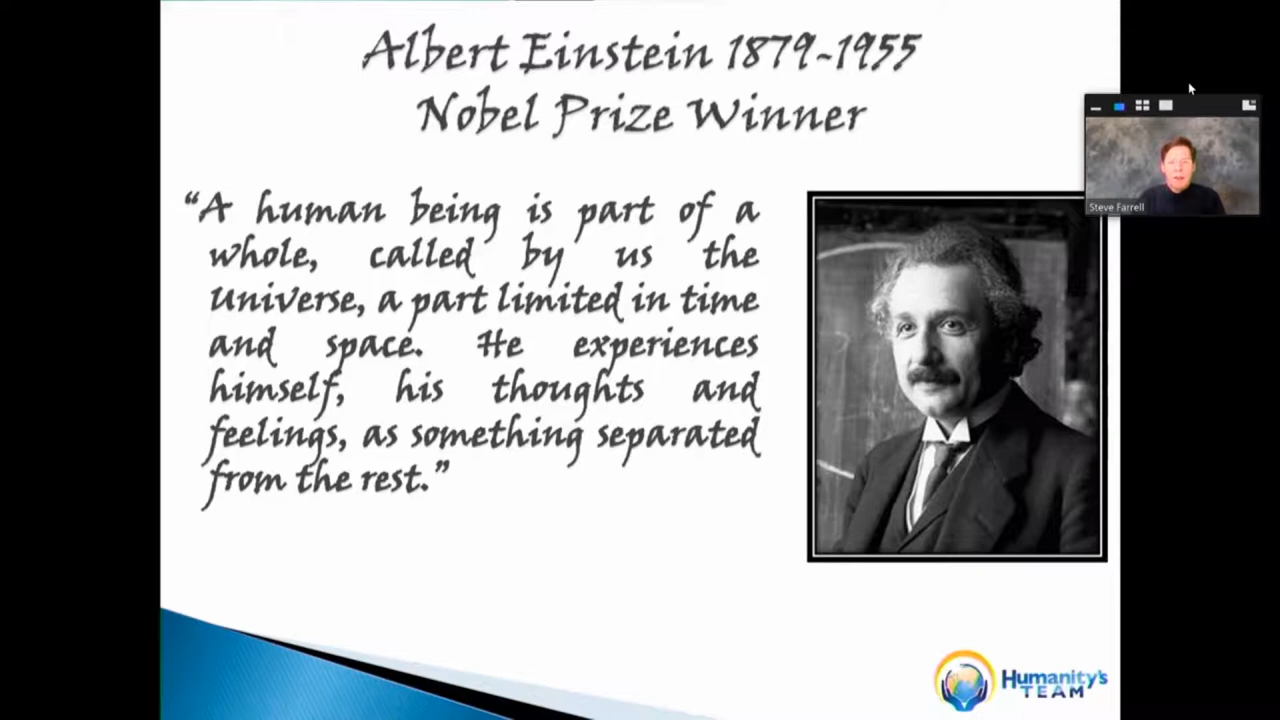 Albert Einstein 1879-1955
Nobel Prize Winner
“A human being is part of a
whole, called by us the
Universe, a part limited in time
and space. He experiences
himself, his thoughts and
feelings, as something separated
from the rest.”
Steve Farrell
Humanity's
TEAM